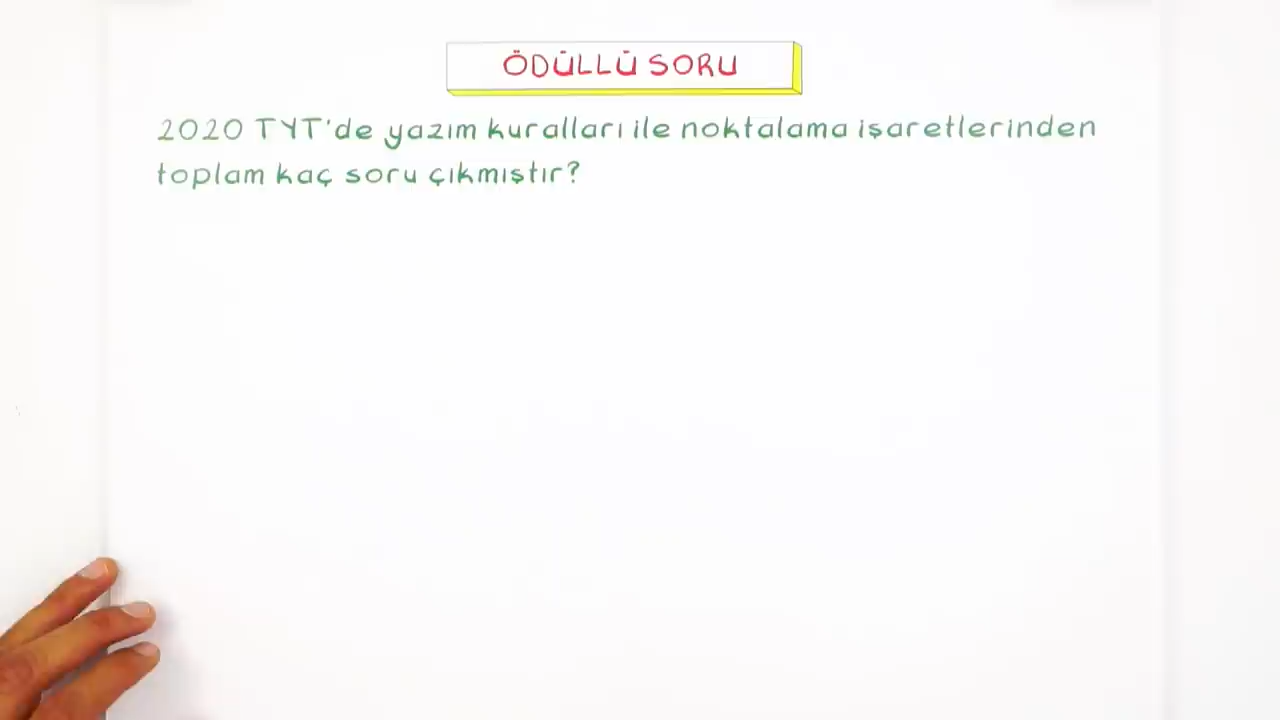 ÖDÜLLÜ SORU
2020 TYT'de yazım kuralları ile noktalama işaretlerinden
toplam kaç soru çıkmıştır?